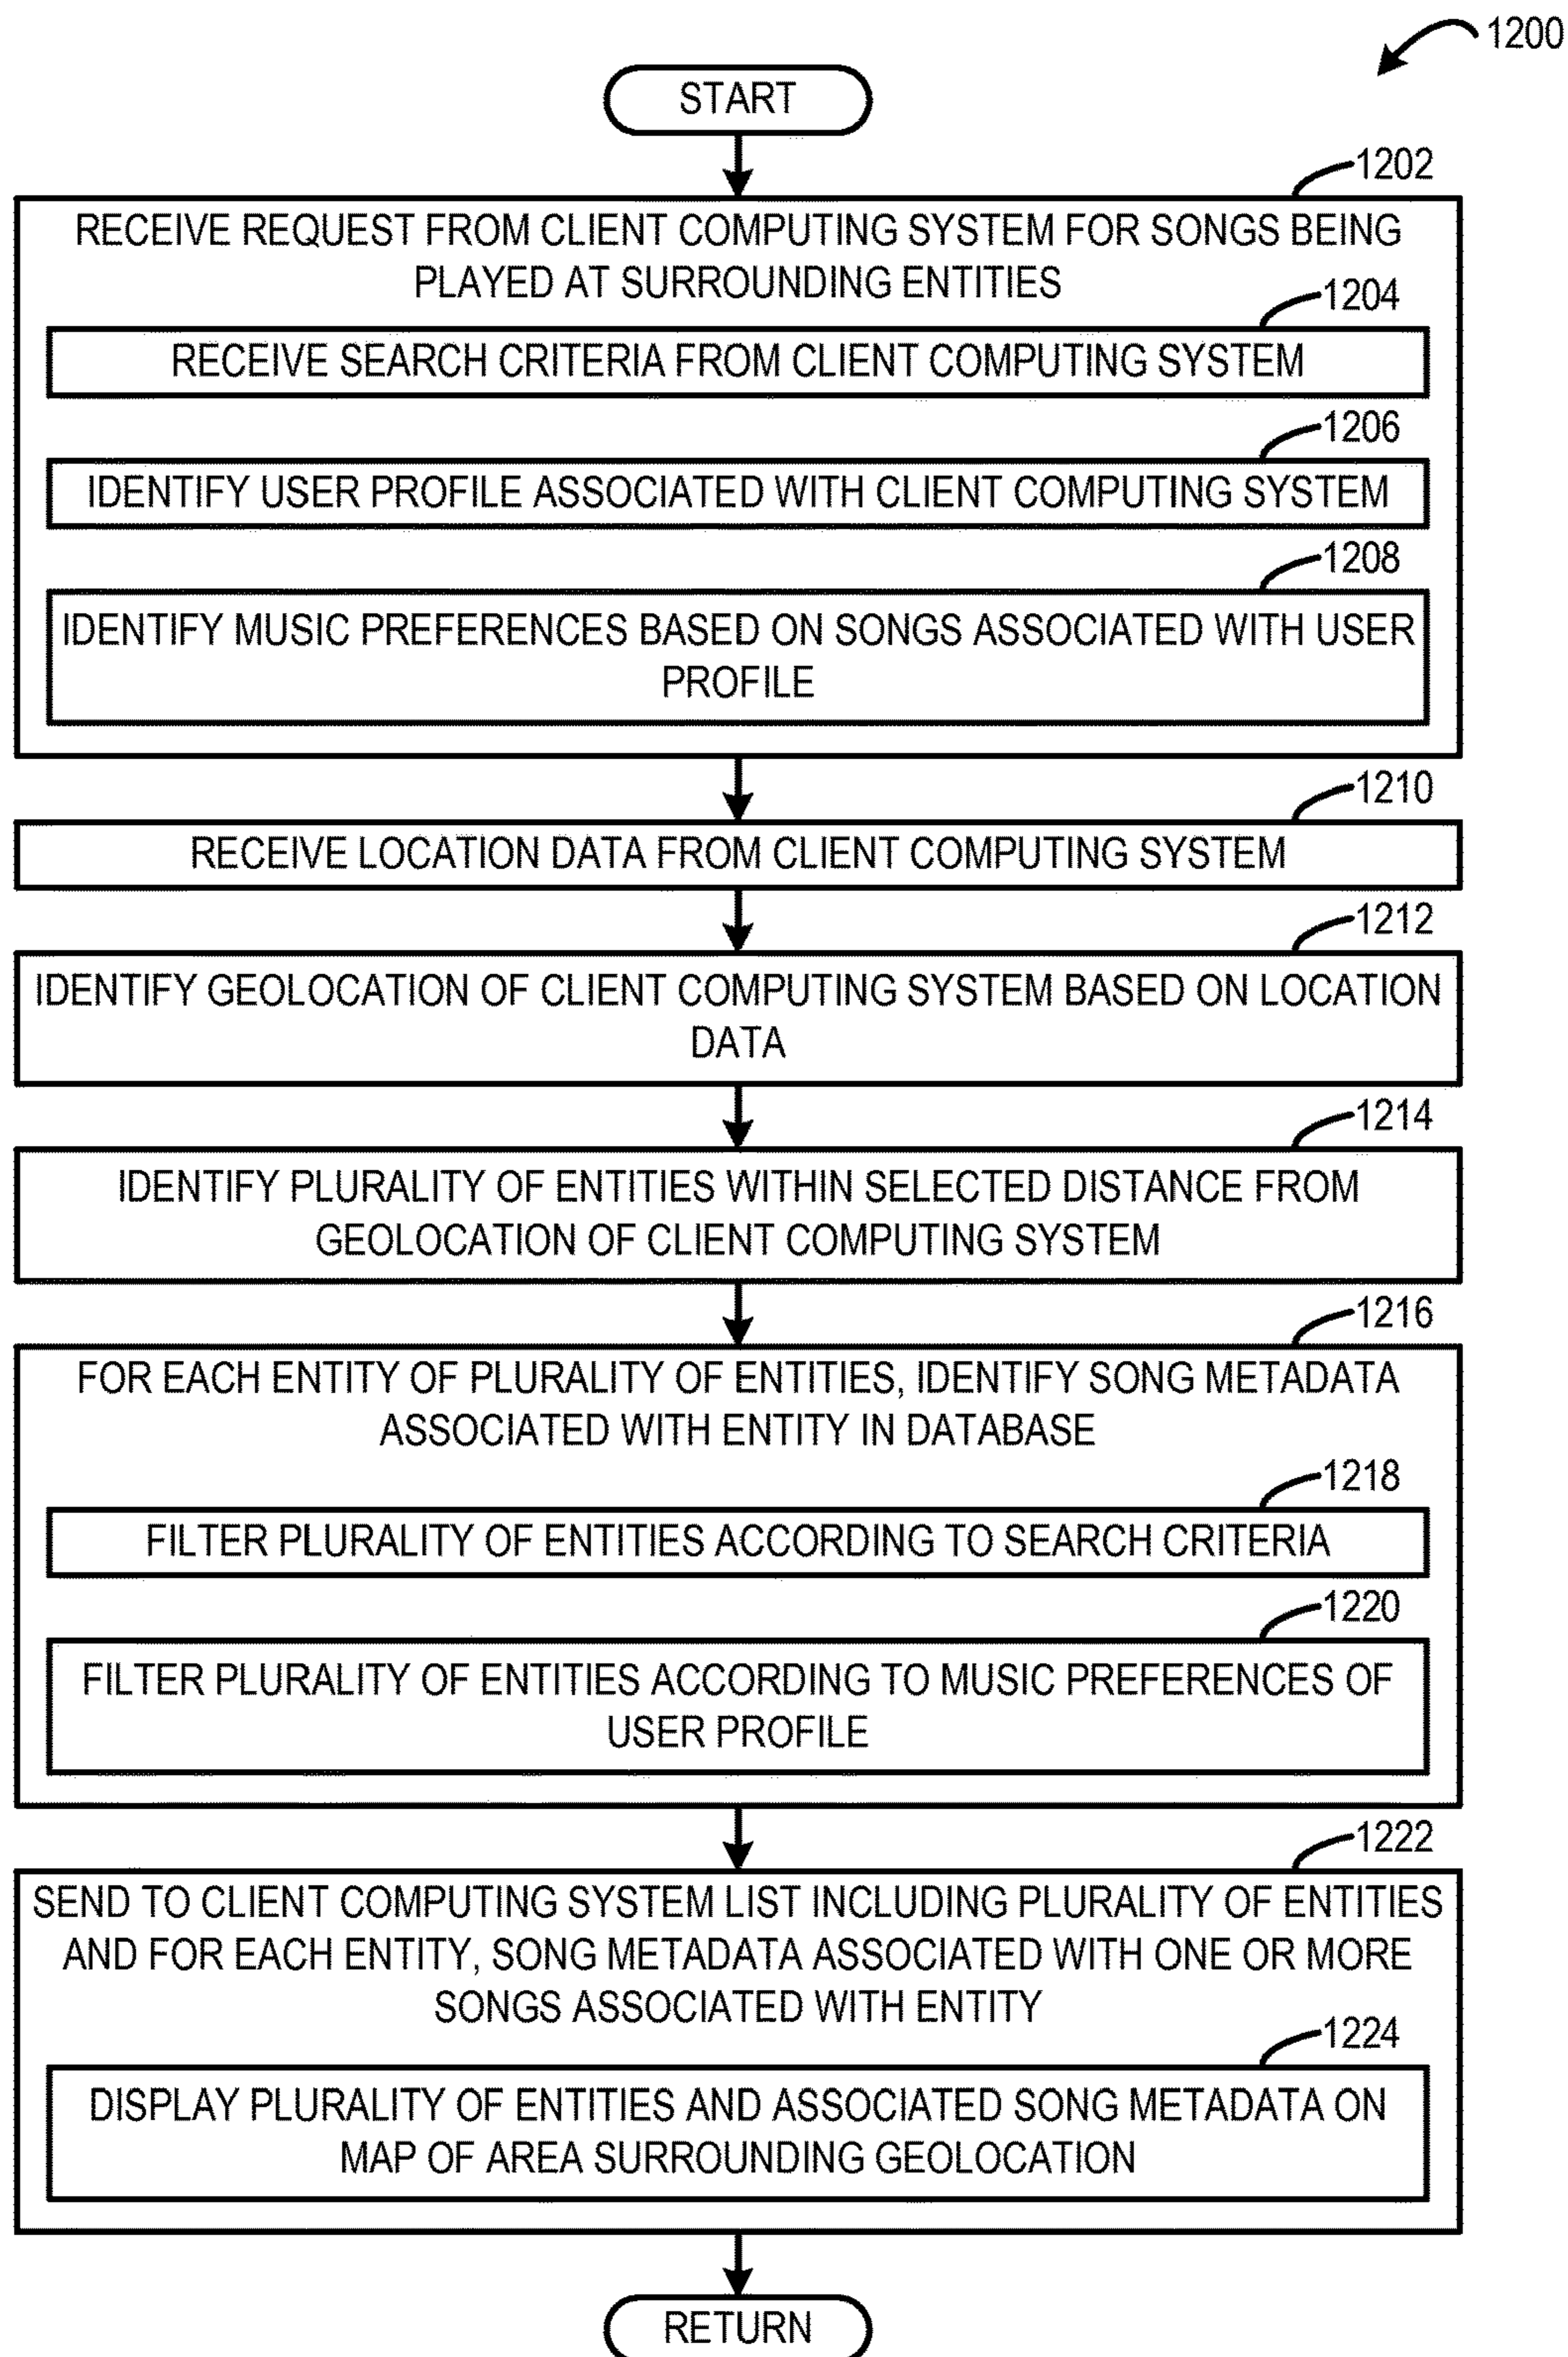 1200
START
1202
RECEIVE REQUEST FROM CLIENT COMPUTING SYSTEM FOR SONGS BEING
PLAYED AT SURROUNDING ENTITIES
1204
RECEIVE SEARCH CRITERIA FROM CLIENT COMPUTING SYSTEM
1206
IDENTIFY USER PROFILE ASSOCIATED WITH CLIENT COMPUTING SYSTEM
1208
IDENTIFY MUSIC PREFERENCES BASED ON SONGS ASSOCIATED WITH USER
PROFILE
1210
RECEIVE LOCATION DATA FROM CLIENT COMPUTING SYSTEM
1212
IDENTIFY GEOLOCATION OF CLIENT COMPUTING SYSTEM BASED ON LOCATION
DATA
1214
IDENTIFY PLURALITY OF ENTITIES WITHIN SELECTED DISTANCE FROM
GEOLOCATION OF CLIENT COMPUTING SYSTEM
1216
FOR EACH ENTITY OF PLURALITY OF ENTITIES, IDENTIFY SONG METADATA
ASSOCIATED WITH ENTITY IN DATABASE
1218
FILTER PLURALITY OF ENTITIES ACCORDING TO SEARCH CRITERIA
1220
FILTER PLURALITY OF ENTITIES ACCORDING TO MUSIC PREFERENCES OF
USER PROFILE
1222
SEND TO CLIENT COMPUTING SYSTEM LIST INCLUDING PLURALITY OF ENTITIES
AND FOR EACH ENTITY, SONG METADATA ASSOCIATED WITH ONE OR MORE
SONGS ASSOCIATED WITH ENTITY
1224
DISPLAY PLURALITY OF ENTITIES AND ASSOCIATED SONG METADATA ON
MAP OF AREA SURROUNDING GEOLOCATION
RETURN